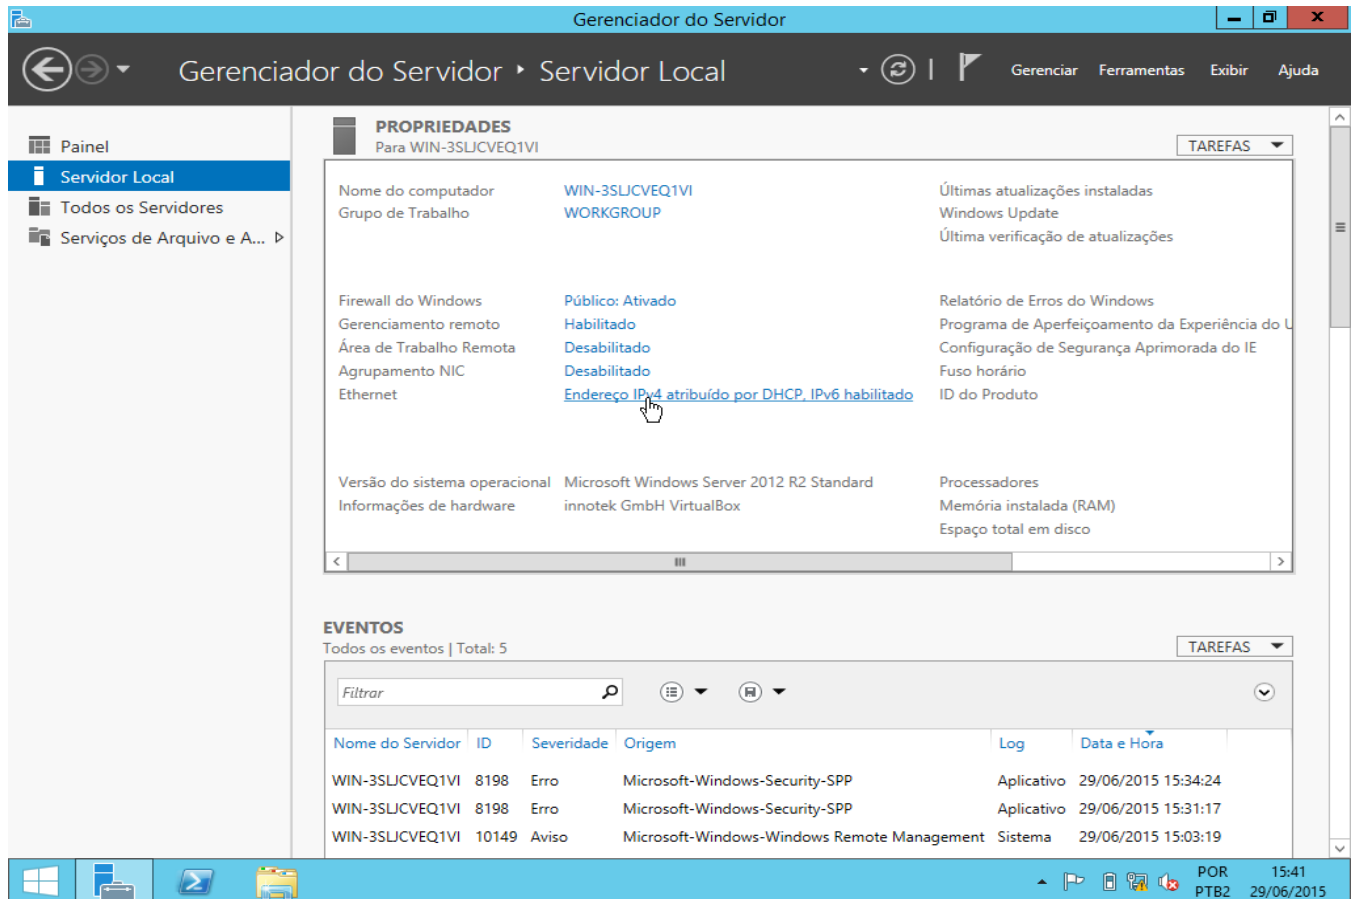 Gerenciador do Servidor
Gerenciador do Servidor ‣ Servidor Local
Gerenciar Ferramentas Exibir Ajuda
Painel
Servidor Local
Todos os Servidores
Serviços de Arquivo e A...
PROPRIEDADES
Para WIN-3SLJCVEQ1VI
TAREFAS
Nome do computador WIN-3SLJCVEQ1VI Últimas atualizações instaladas
Grupo de Trabalho WORKGROUP Windows Update
Última verificação de atualizações
Firewall do Windows Público: Ativado Relatório de Erros do Windows
Gerenciamento remoto Habilitado Programa de Aperfeiçoamento da Experiência do U
Área de Trabalho Remota Desabilitado Configuração de Segurança Aprimorada do IE
Agrupamento NIC Desabilitado Fuso horário
Ethernet Endereço IPv4 atribuído por DHCP, IPv6 habilitado ID do Produto
Versão do sistema operacional Microsoft Windows Server 2012 R2 Standard Processadores
Informações de hardware innotek GmbH VirtualBox Memória instalada (RAM)
Espaço total em disco
EVENTOS
Todos os eventos | Total: 5
TAREFAS
Filtrar
Nome do Servidor ID Severidade Origem Log Data e Hora
WIN-3SLJCVEQ1VI 8198 Erro Microsoft-Windows-Security-SPP Aplicativo 29/06/2015 15:34:24
WIN-3SLJCVEQ1VI 8198 Erro Microsoft-Windows-Security-SPP Aplicativo 29/06/2015 15:31:17
WIN-3SLJCVEQ1VI 10149 Aviso Microsoft-Windows-Windows Remote Management Sistema 29/06/2015 15:03:19
POR 15:41
PTB2 29/06/2015